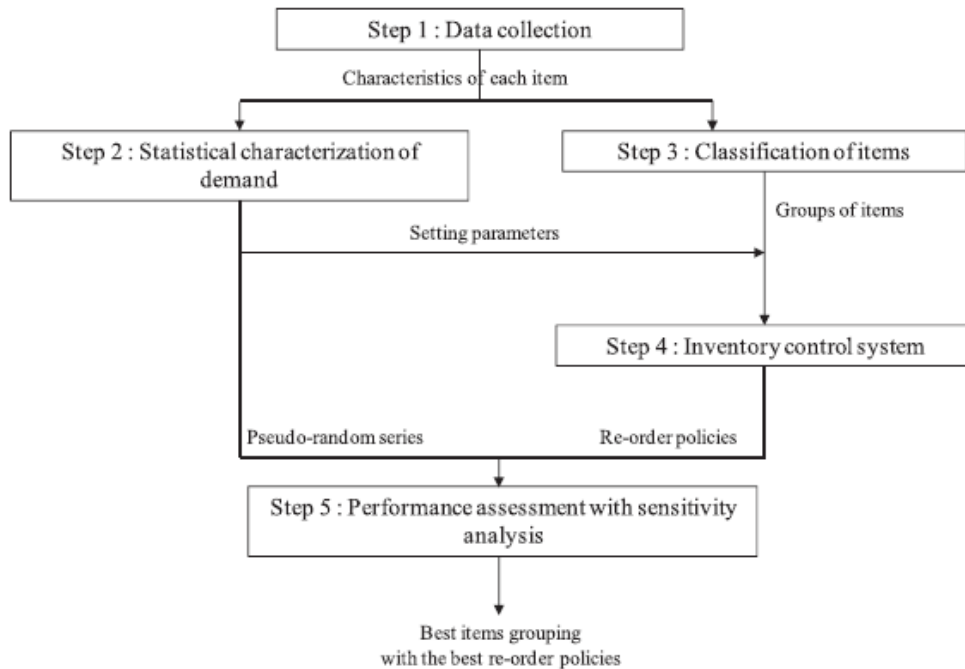 Step 1 : Data collection
Characteristics of each item
Step 2 : Statistical characterization of
demand
Step 3 : Classification of items
Groups of items
Setting parameters
Step 4 : Inventory control system
Pseudo-random series
Re-order policies
Step 5 : Performance assessment with sensitivity
analysis
Best items grouping
with the best re-order policies